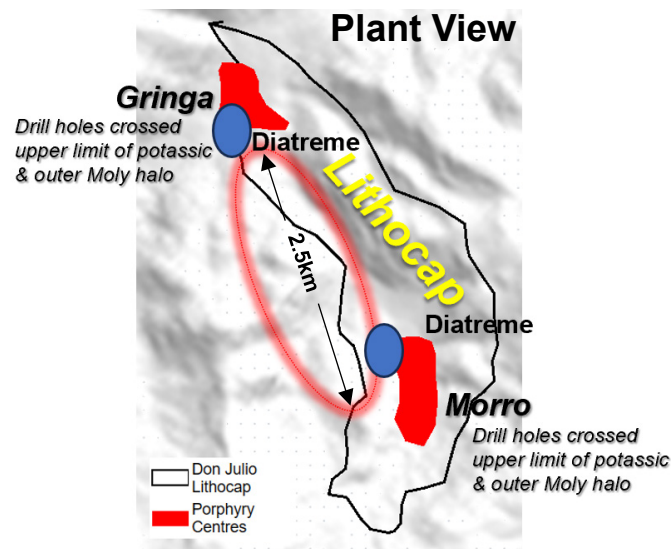 Plant View
Gringa
Drill holes crossed
upper limit of potassic
& outer Moly halo
Diatreme
Lithocap
2.5km
Diatreme
Morro
Drill holes crossed
upper limit of potassic
& outer Moly halo
Don Julio
Lithocap
Porphyry
Centres